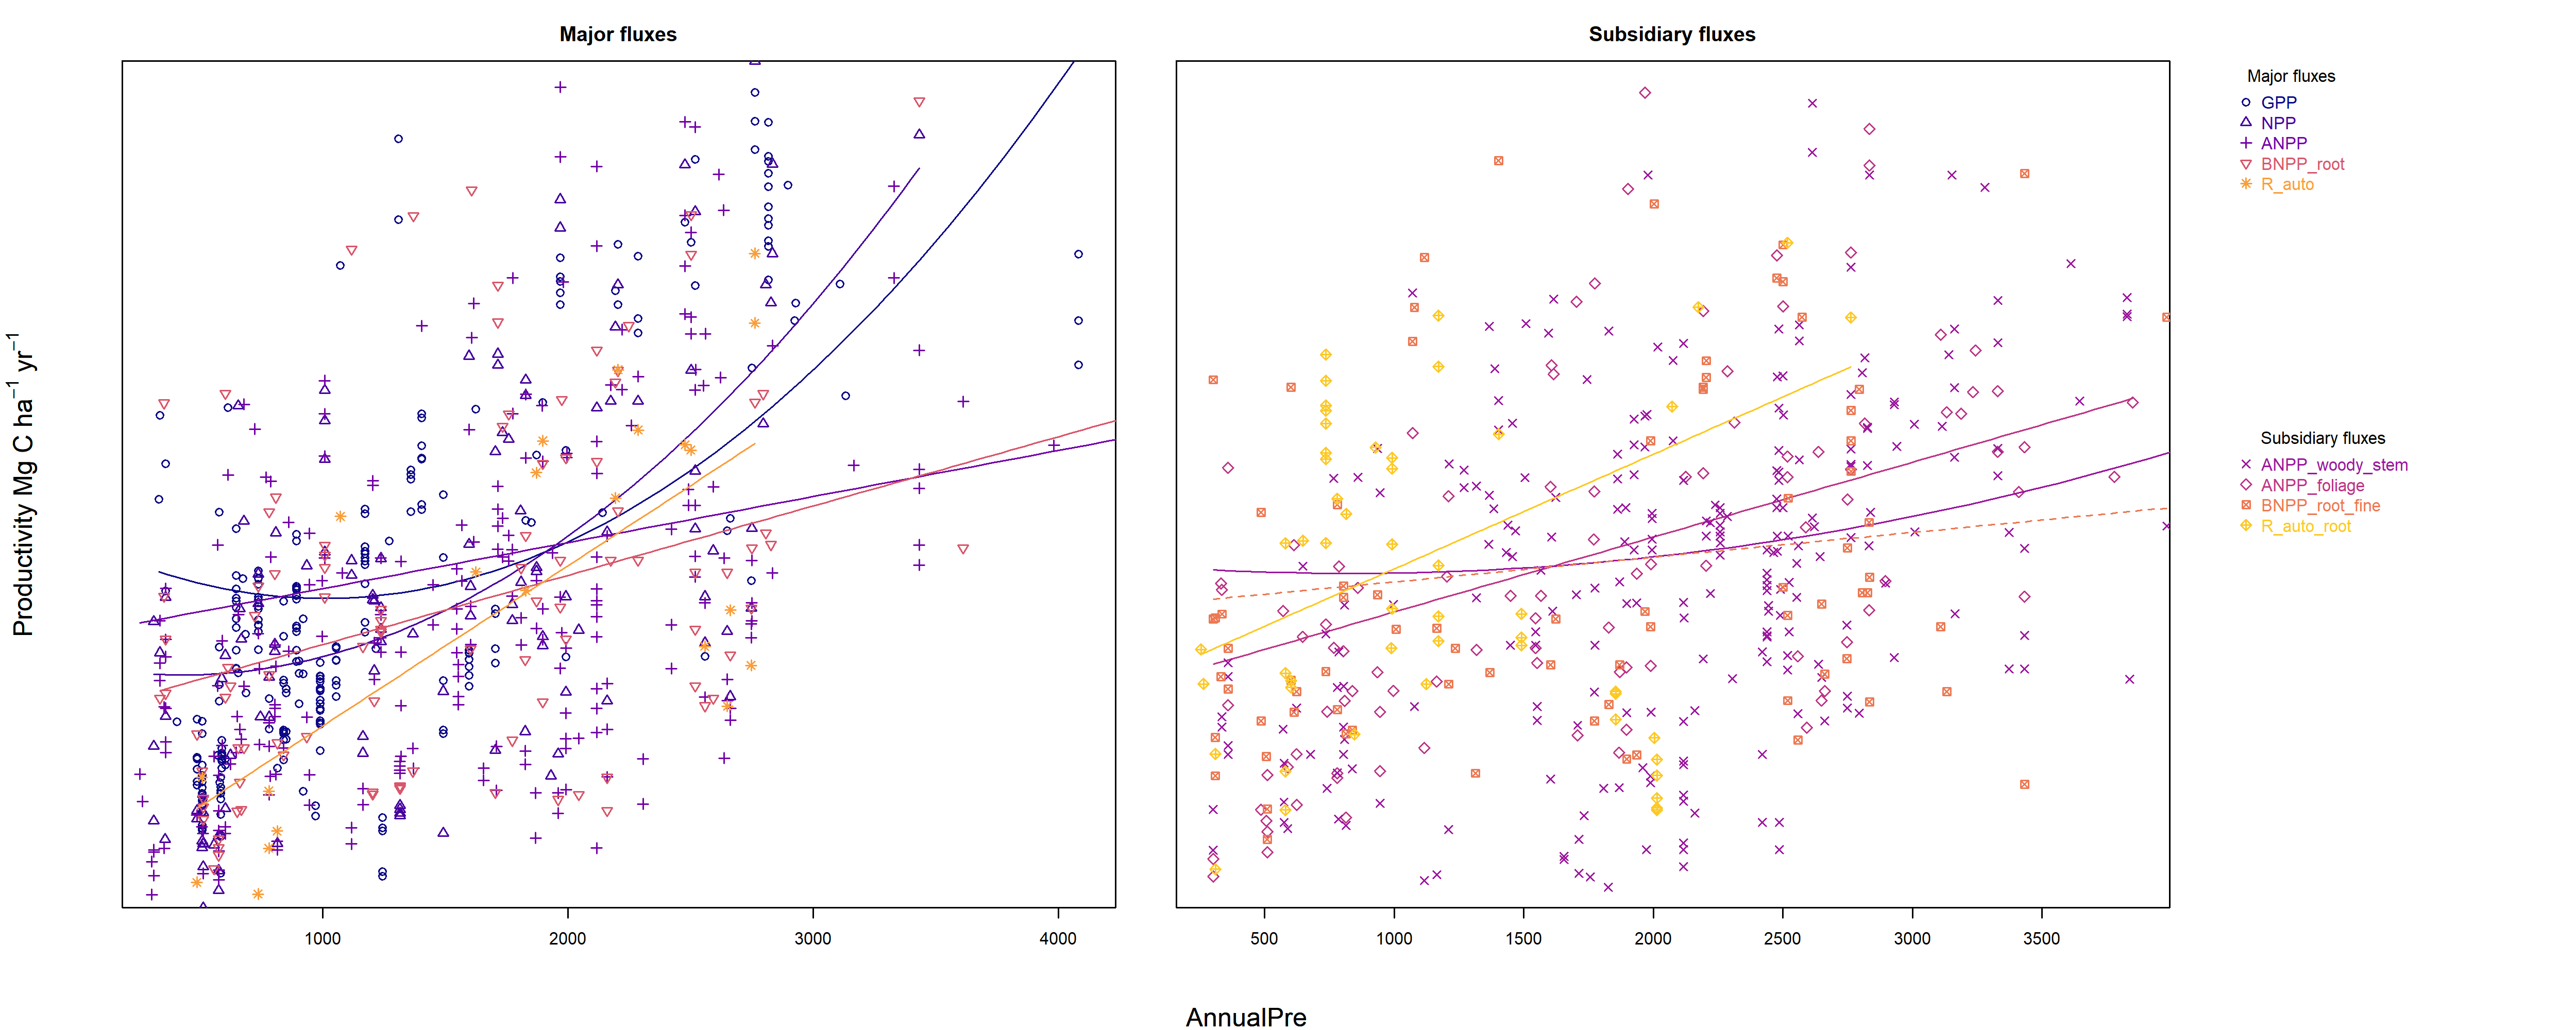 Major fluxes
Subsidiary fluxes
Productivity Mg C ha⁻¹ yr⁻¹
1000 2000 3000 4000
500 1000 1500 2000 2500 3000 3500
AnnualPre
Major fluxes
GPP
NPP
ANPP
BNPP_root
R_auto
Subsidiary fluxes
ANPP_woody_stem
ANPP_foliage
BNPP_root_fine
R_auto_root